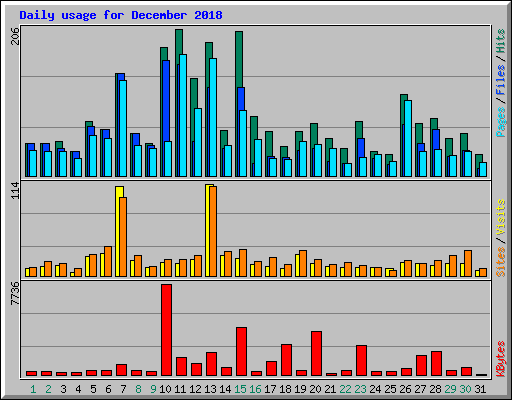 Daily usage for December 2018
206
Pages / Files / Hits
114
Sites / Visits
7736
KBytes
1 2 3 4 5 6 7 8 9 10 11 12 13 14 15 16 17 18 19 20 21 22 23 24 25 26 27 28 29 30 31